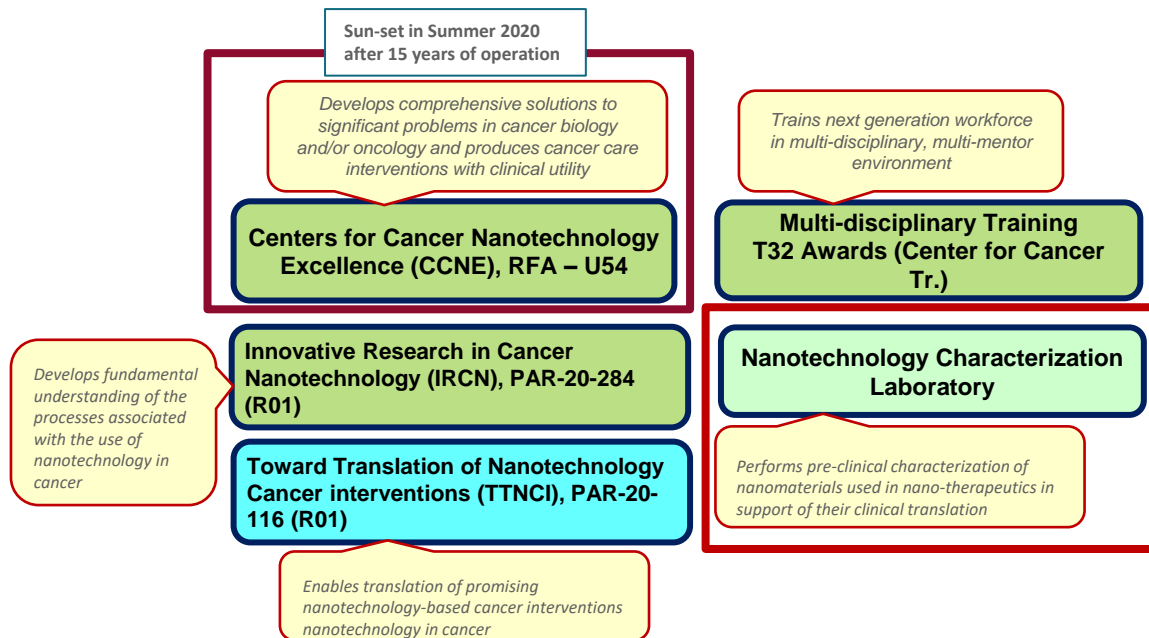 Sun-set in Summer 2020
after 15 years of operation
Develops comprehensive solutions to
significant problems in cancer biology
and/or oncology and produces cancer care
interventions with clinical utility
Centers for Cancer Nanotechnology
Excellence (CCNE), RFA – U54
Trains next generation workforce
in multi-disciplinary, multi-mentor
environment
Multi-disciplinary Training
T32 Awards (Center for Cancer
Tr.)
Develops fundamental
understanding of the
processes associated
with the use of
nanotechnology in
cancer
Innovative Research in Cancer
Nanotechnology (IRCN), PAR-20-284
(R01)
Nanotechnology Characterization
Laboratory
Performs pre-clinical characterization of
nanomaterials used in nano-therapeutics in
support of their clinical translation
Toward Translation of Nanotechnology
Cancer interventions (TTNCI), PAR-20-
116 (R01)
Enables translation of promising
nanotechnology-based cancer interventions
nanotechnology in cancer